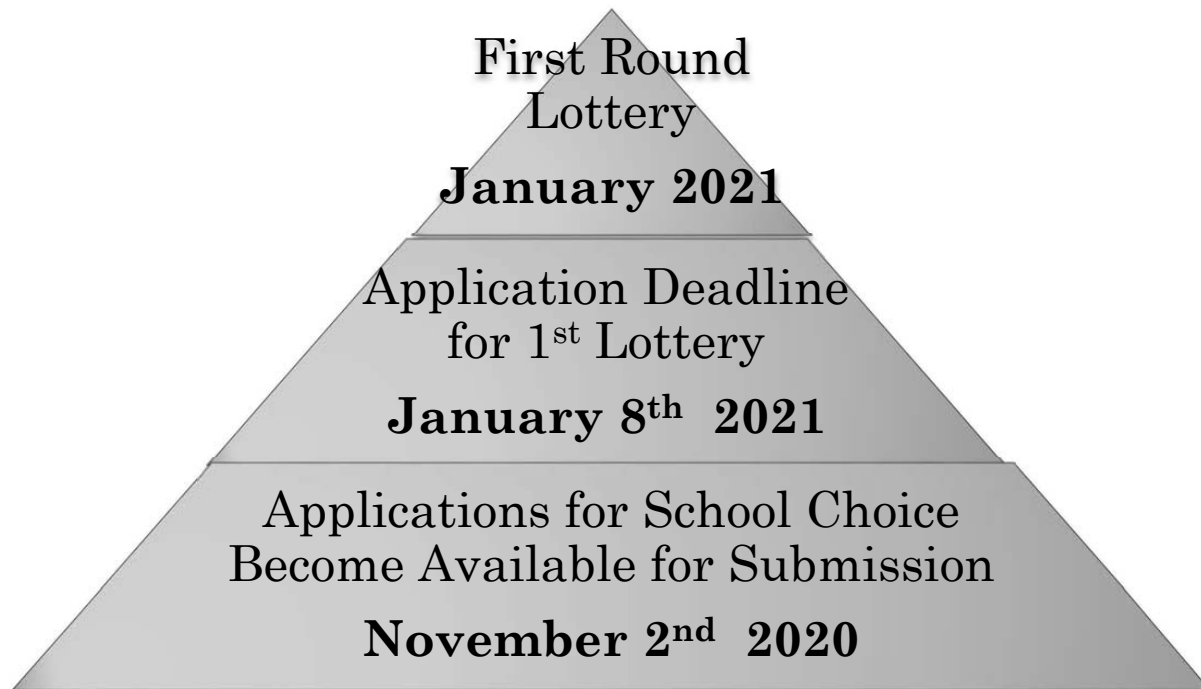 First Round
Lottery
January 2021
Application Deadline
for 1st Lottery
January 8th 2021
Applications for School Choice
Become Available for Submission
November 2nd 2020